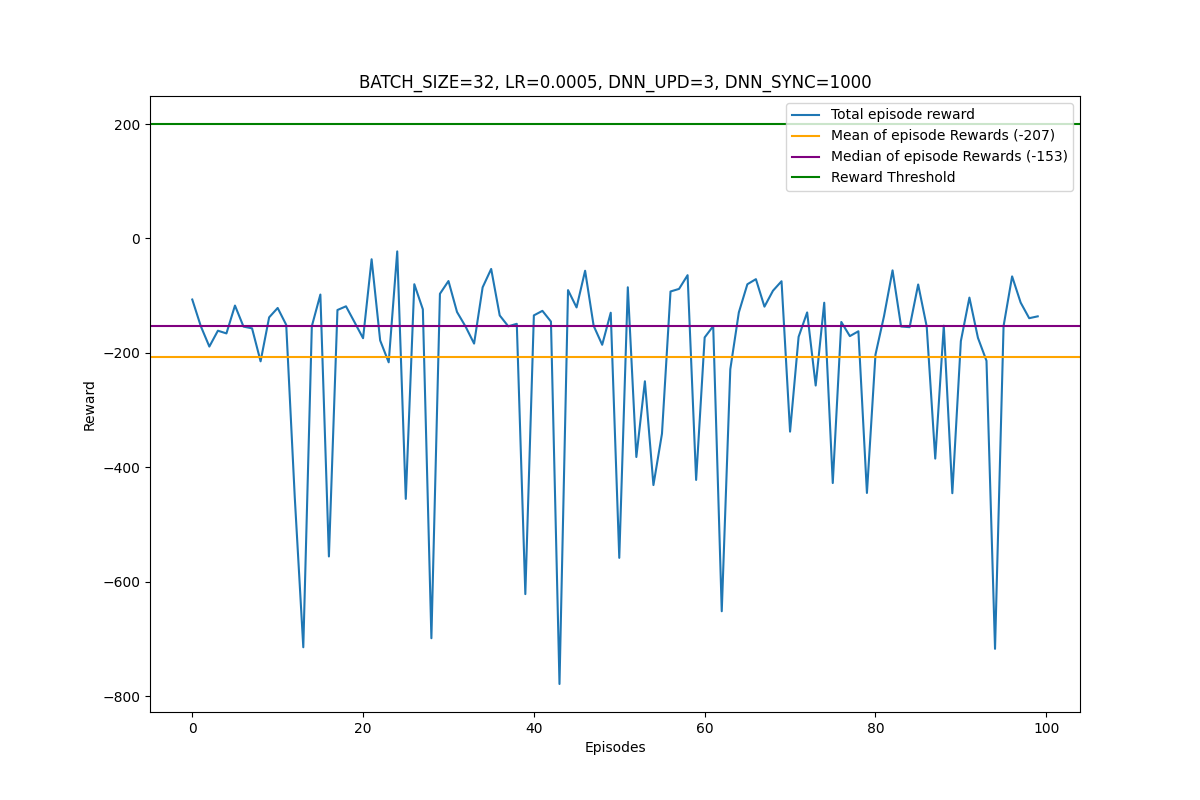 BATCH_SIZE=32, LR=0.0005, DNN_UPD=3, DNN_SYNC=1000
Total episode reward
Mean of episode Rewards (-207)
Median of episode Rewards (-153)
Reward Threshold
200
0
−200
−400
−600
−800
Reward
0
20
40
60
80
100
Episodes